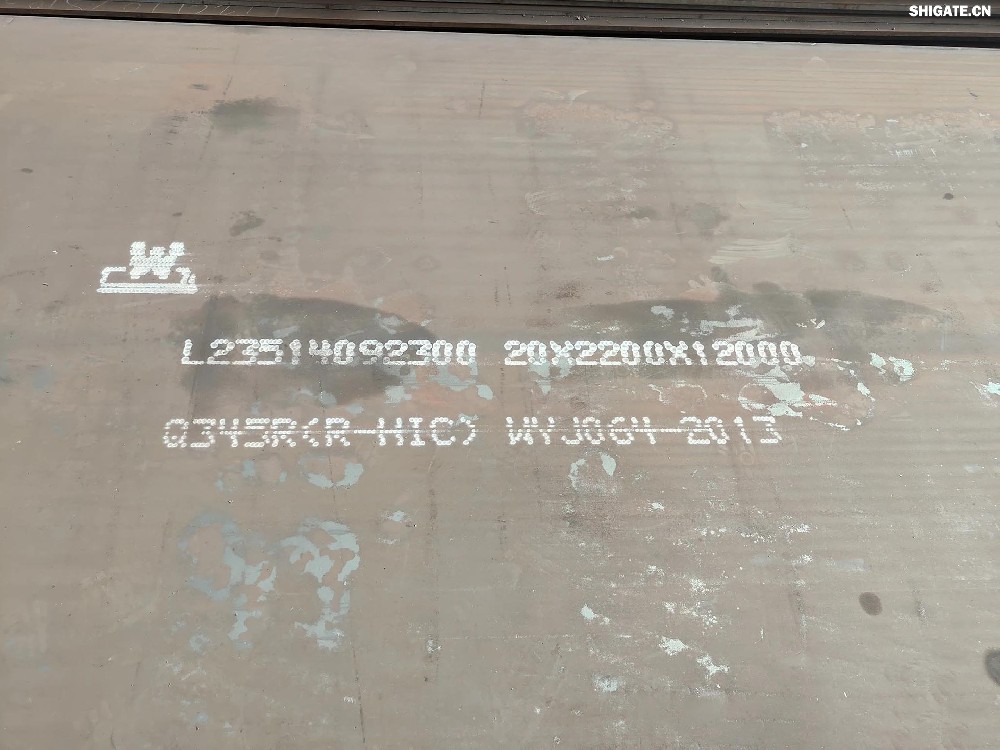 SHIGATE.CN
W
L23514092300 20X2200X12000
Q345R(R-HIC) WYJ064-2013